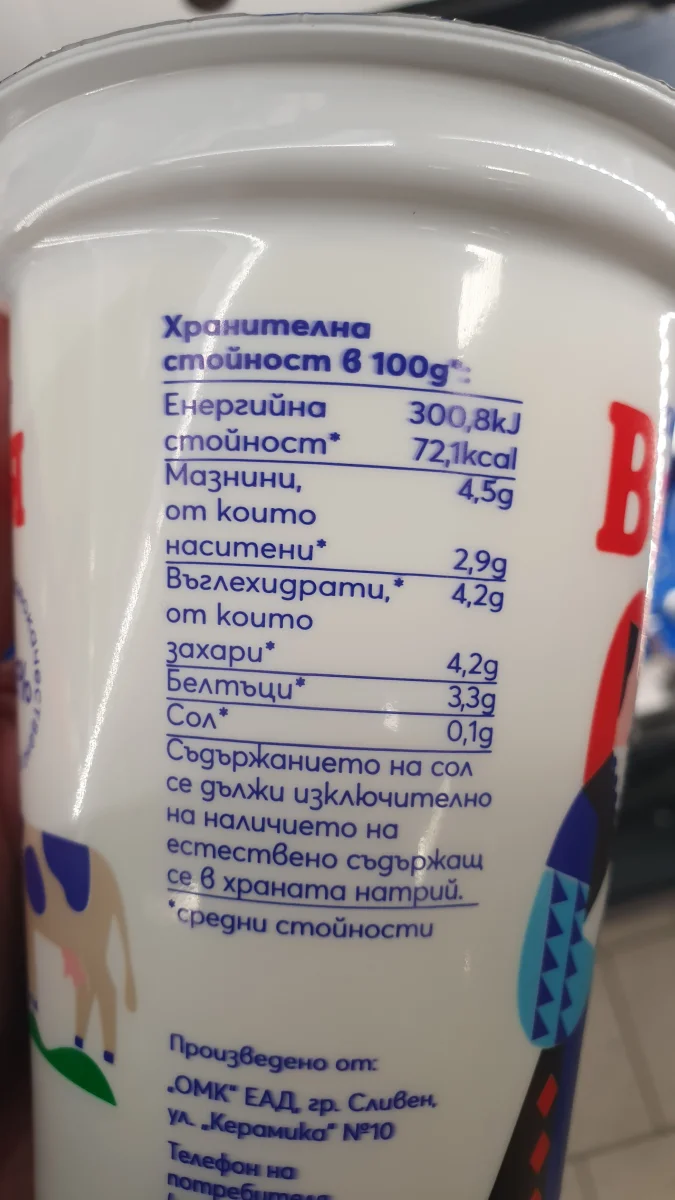 Хранителна
стойност в 100g*:
Енергийна 300,8kJ
стойност* 72,1kcal
Мазнини, 4,5g
от които
наситени* 2,9g
Въглехидрати,* 4,2g
от които
захари* 4,2g
Белтъци* 3,3g
Сол* 0,1g
Съдържанието на сол
се дължи изключително
на наличието на
естествено съдържащ
се в храната натрий.
*средни стойности
Произведено от:
„ОМК" ЕАД, гр. Сливен,
ул. „Керамика" №10
Телефон на
В